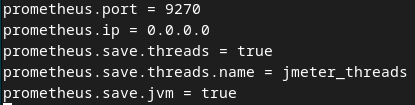 prometheus.port = 9270
prometheus.ip = 0.0.0.0
prometheus.save.threads = true
prometheus.save.threads.name = jmeter_threads
prometheus.save.jvm = true